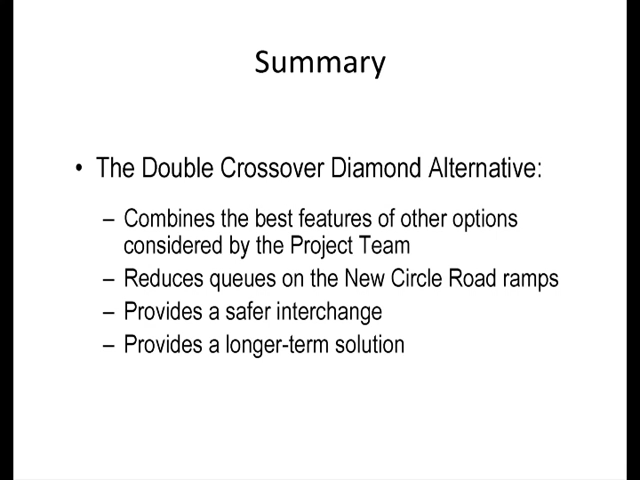 Summary
• The Double Crossover Diamond Alternative:
– Combines the best features of other options
considered by the Project Team
– Reduces queues on the New Circle Road ramps
– Provides a safer interchange
– Provides a longer-term solution